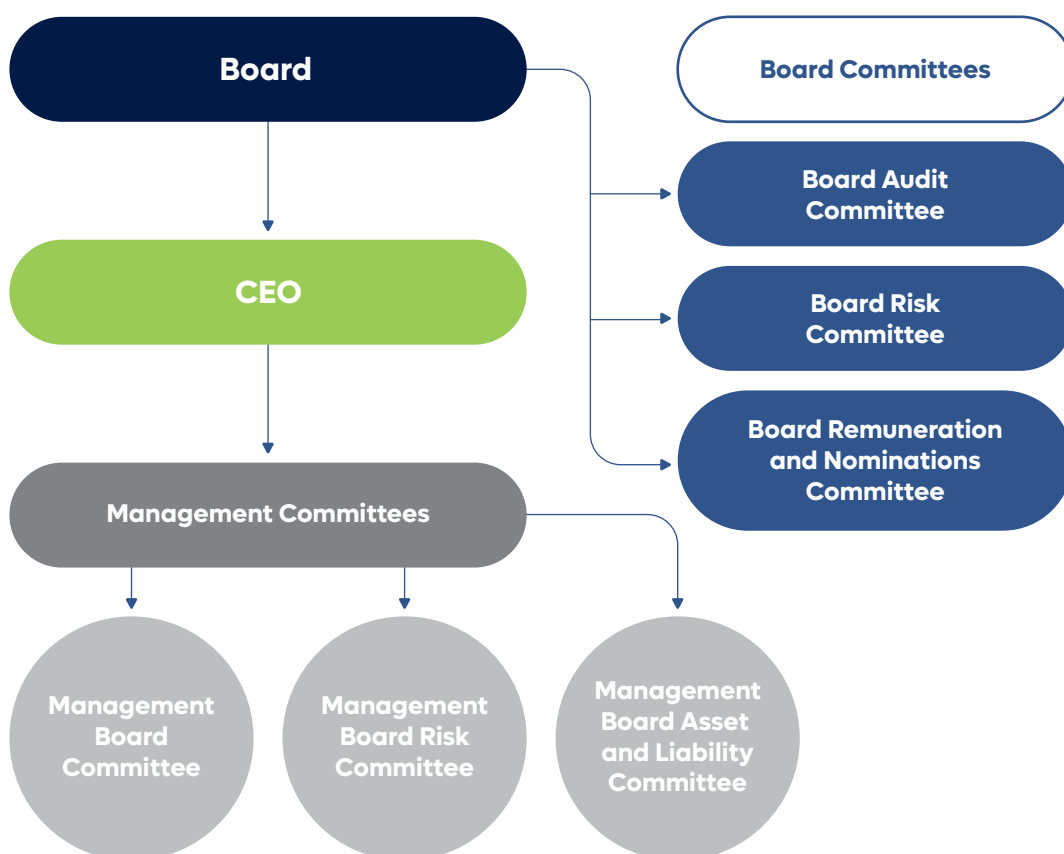 Board
Board Committees
Board Audit
Committee
CEO
Board Risk
Committee
Board Remuneration
and Nominations
Committee
Management Committees
Management
Board
Committee
Management
Board Risk
Committee
Management
Board Asset
and Liability
Committee